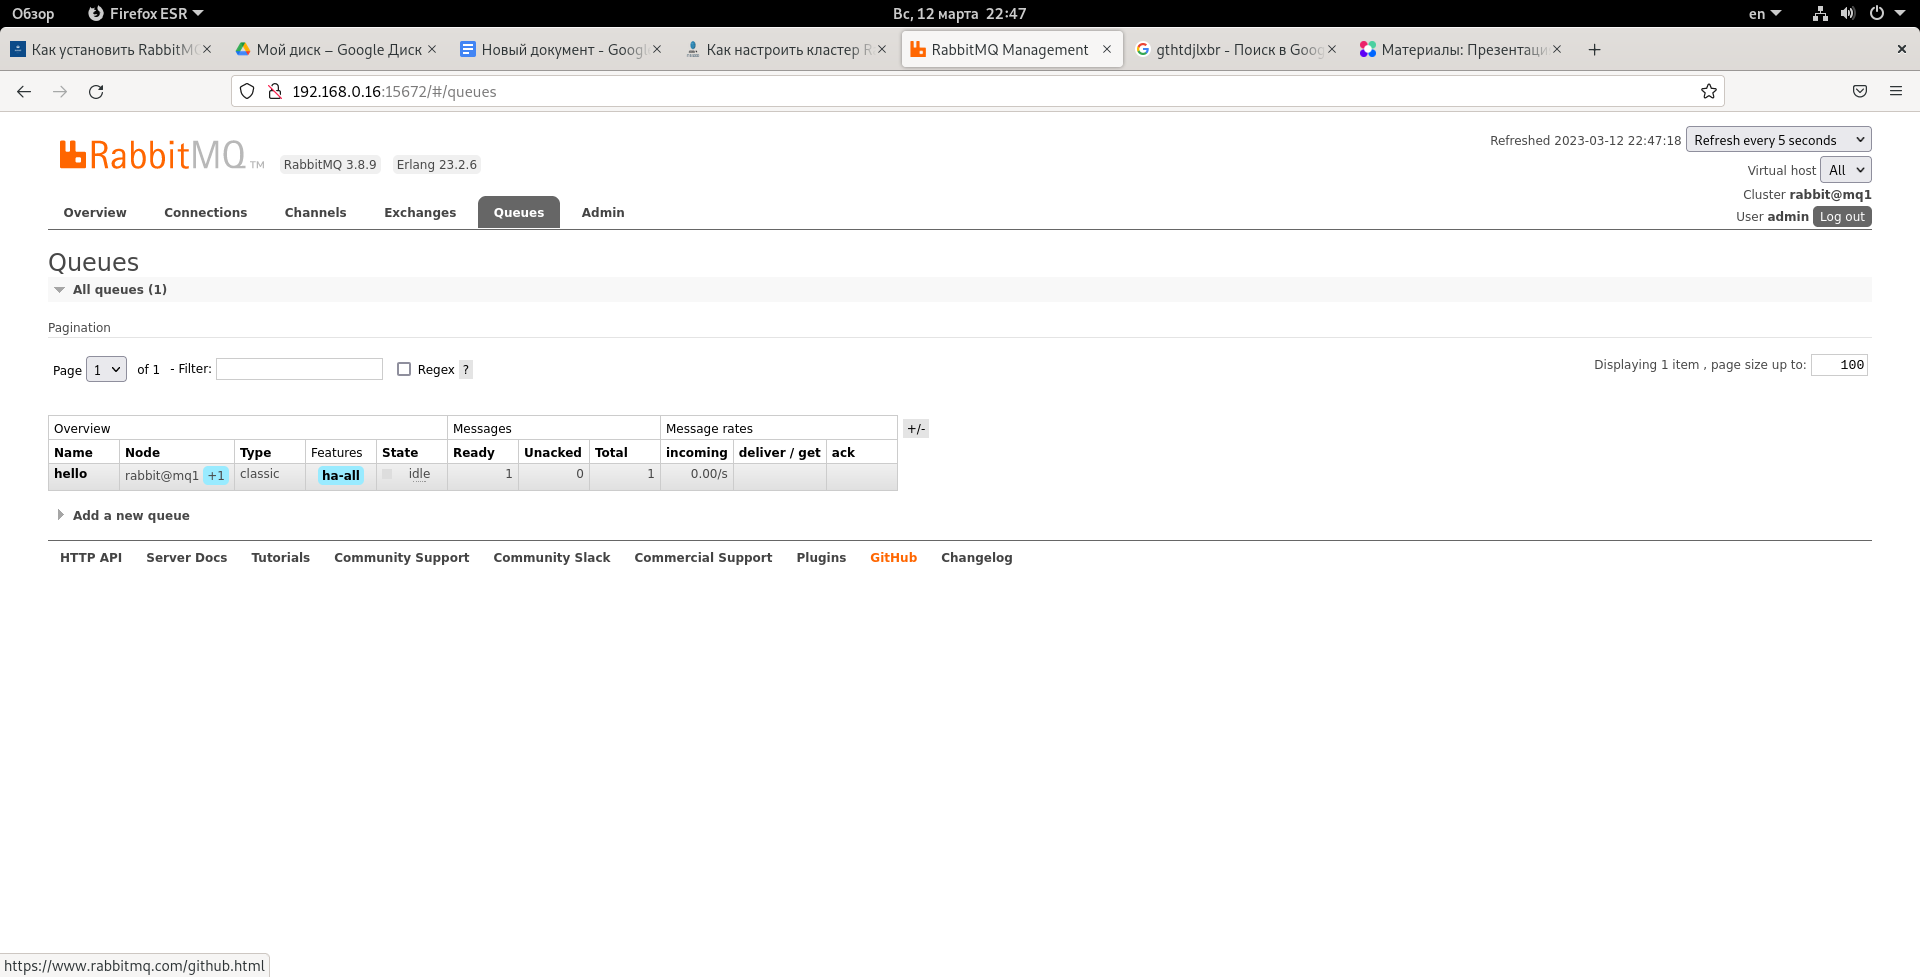 Обзор Firefox ESR Вс, 12 марта 22:47 en
Как установить RabbitM Мой диск – Google Диск Новый документ - Googl Как настроить кластер R RabbitMQ Management gthtdjlxbr - Поиск в Goog Материалы: Презентаци
192.168.0.16:15672/#/queues
RabbitMQ TM RabbitMQ 3.8.9 Erlang 23.2.6
Refreshed 2023-03-12 22:47:18 Refresh every 5 seconds
Virtual host All
Cluster rabbit@mq1
User admin Log out
Overview Connections Channels Exchanges Queues Admin
Queues
All queues (1)
Pagination
Page 1 of 1 - Filter: Regex ? Displaying 1 item , page size up to: 100
Overview Messages Message rates +/-
Name Node Type Features State Ready Unacked Total incoming deliver / get ack
hello rabbit@mq1 +1 classic ha-all idle 1 0 1 0.00/s
Add a new queue
HTTP API Server Docs Tutorials Community Support Community Slack Commercial Support Plugins GitHub Changelog
https://www.rabbitmq.com/github.html